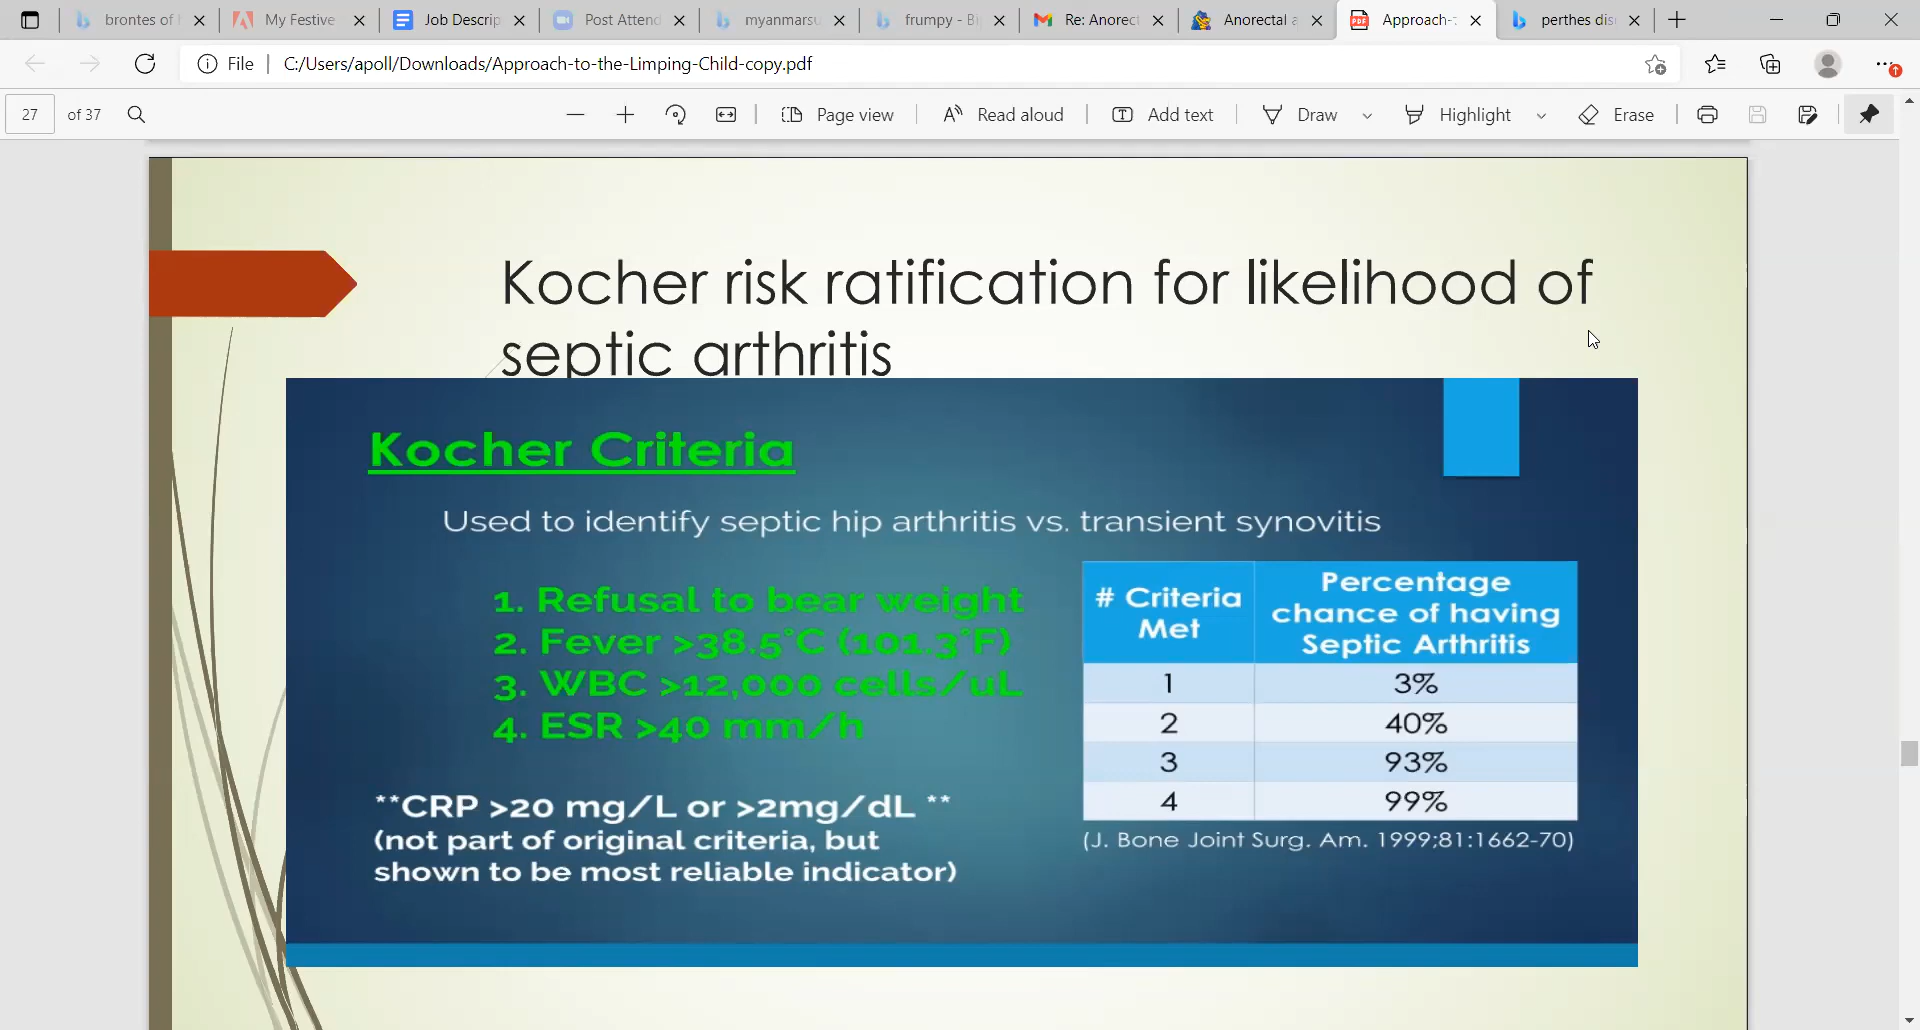 brontes of
My Festive
Job Descrip
Post Attend
myanmarsu
frumpy - Bi
Re: Anorect
Anorectal a
Approach-
perthes dis
File
C:/Users/apoll/Downloads/Approach-to-the-Limping-Child-copy.pdf
27 of 37
Page view
Read aloud
Add text
Draw
Highlight
Erase
Kocher risk ratification for likelihood of
septic arthritis
Kocher Criteria
Used to identify septic hip arthritis vs. transient synovitis
1. Refusal to bear weight
2. Fever >38.5°C (101.3°F)
3. WBC >12,000 cells/uL
4. ESR >40 mm/h
**CRP >20 mg/L or >2mg/dL **
(not part of original criteria, but
shown to be most reliable indicator)
# Criteria
Met
Percentage
chance of having
Septic Arthritis
1 3%
2 40%
3 93%
4 99%
(J. Bone Joint Surg. Am. 1999;81:1662-70)